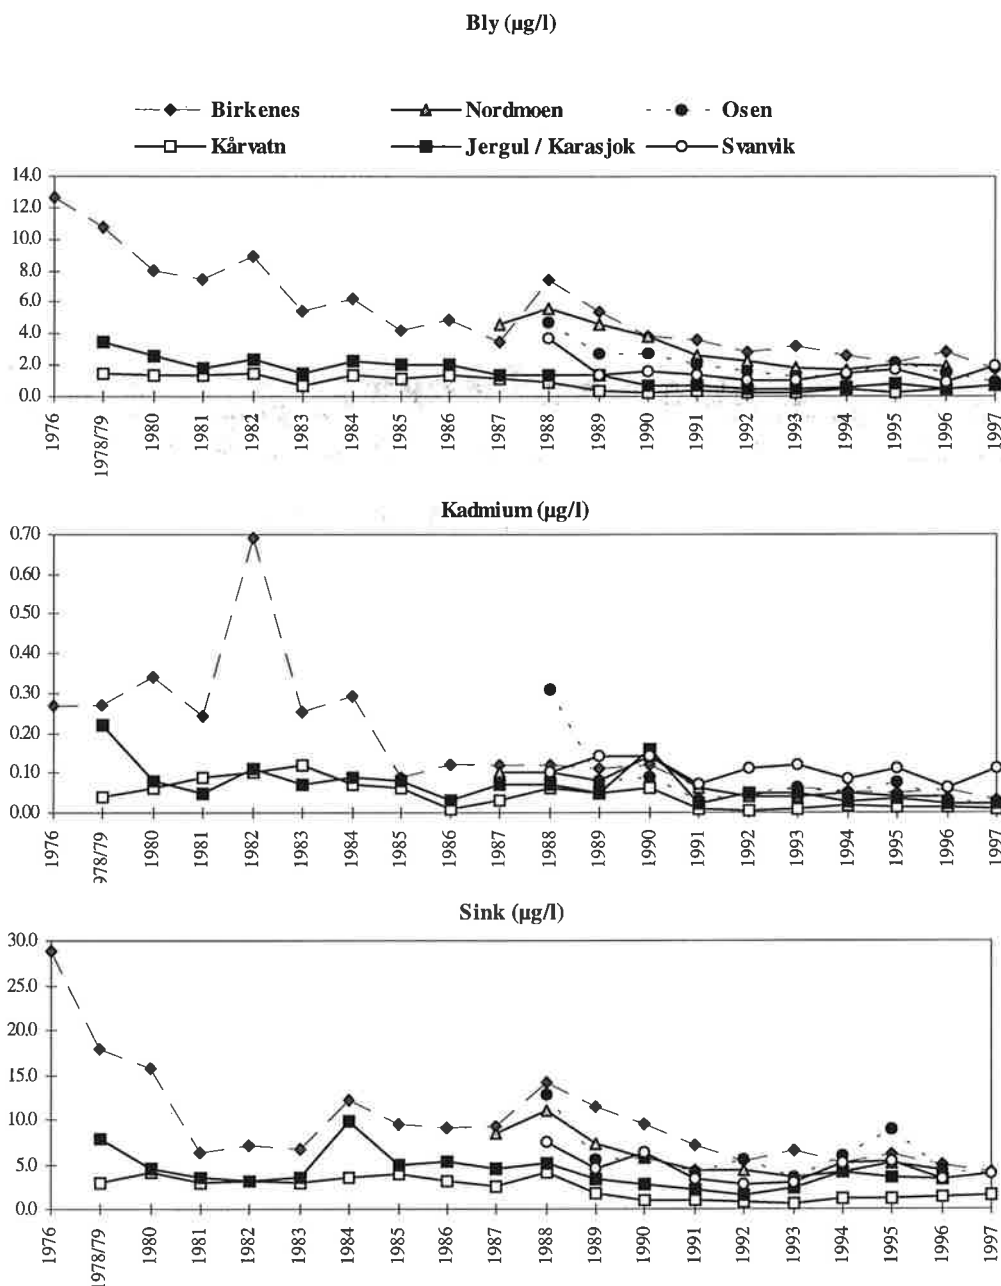 Bly (µg/l)
Birkenes Nordmoen Osen
Kårvatn Jergul / Karasjok Svanvik
14.0
12.0
10.0
8.0
6.0
4.0
2.0
0.0
1976 1978/79 1980 1981 1982 1983 1984 1985 1986 1987 1988 1989 1990 1991 1992 1993 1994 1995 1996 1997
Kadmium (µg/l)
0.70
0.60
0.50
0.40
0.30
0.20
0.10
0.00
1976 978/79 1980 1981 1982 1983 1984 1985 1986 1987 1988 1989 1990 1991 1992 1993 1994 1995 1996 1997
Sink (µg/l)
30.0
25.0
20.0
15.0
10.0
5.0
0.0
1976 1978/79 1980 1981 1982 1983 1984 1985 1986 1987 1988 1989 1990 1991 1992 1993 1994 1995 1996 1997